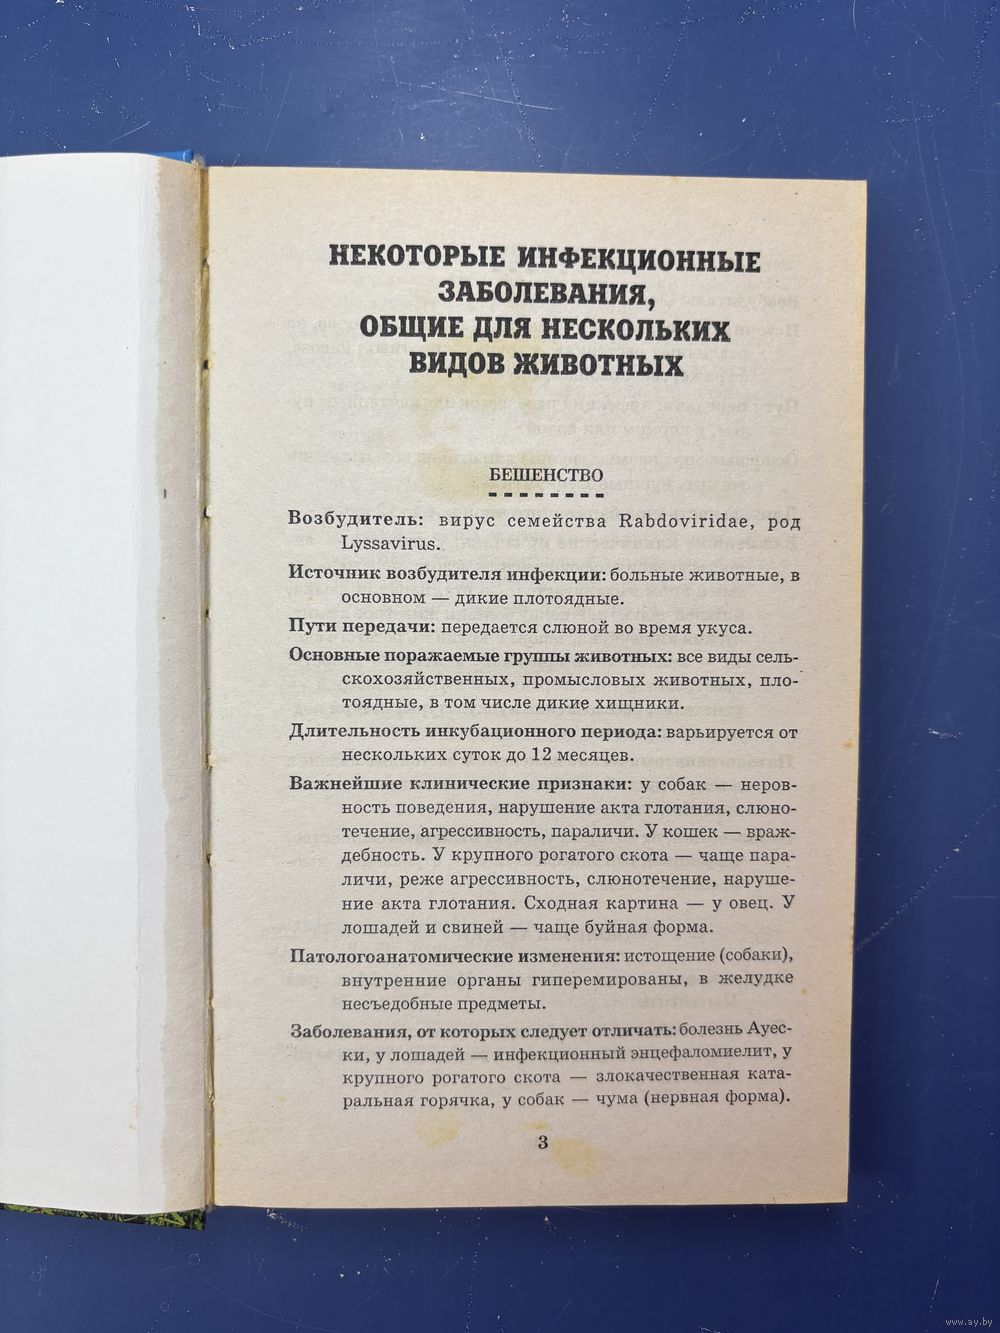 НЕКОТОРЫЕ ИНФЕКЦИОННЫЕ
ЗАБОЛЕВАНИЯ,
ОБЩИЕ ДЛЯ НЕСКОЛЬКИХ
ВИДОВ ЖИВОТНЫХ
БЕШЕНСТВО
Возбудитель: вирус семейства Rabdoviridae, род
Lyssavirus.
Источник возбудителя инфекции: больные животные, в
основном — дикие плотоядные.
Пути передачи: передается слюной во время укуса.
Основные поражаемые группы животных: все виды сель-
скохозяйственных, промысловых животных, пло-
тоядные, в том числе дикие хищники.
Длительность инкубационного периода: варьируется от
нескольких суток до 12 месяцев.
Важнейшие клинические признаки: у собак — неров-
ность поведения, нарушение акта глотания, слюно-
течение, агрессивность, параличи. У кошек — враж-
дебность. У крупного рогатого скота — чаще пара-
личи, реже агрессивность, слюнотечение, наруше-
ние акта глотания. Сходная картина — у овец. У
лошадей и свиней — чаще буйная форма.
Патологоанатомические изменения: истощение (собаки),
внутренние органы гиперемированы, в желудке
несъедобные предметы.
Заболевания, от которых следует отличать: болезнь Ауес-
ки, у лошадей — инфекционный энцефаломиелит, у
крупного рогатого скота — злокачественная ката-
ральная горячка, у собак — чума (нервная форма).
3
www.ay.by